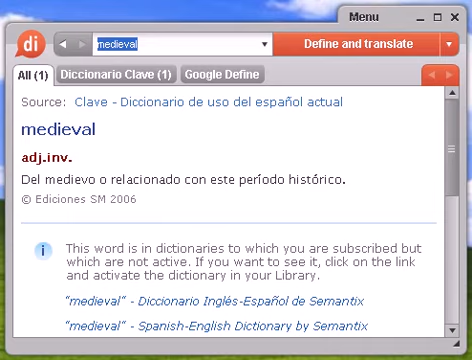 Menu
di
medieval
Define and translate
All (1)
Diccionario Clave (1)
Google Define
Source: Clave - Diccionario de uso del español actual
medieval
adj.inv.
Del medievo o relacionado con este período histórico.
© Ediciones SM 2006
i
This word is in dictionaries to which you are subscribed but
which are not active. If you want to see it, click on the link
and activate the dictionary in your Library.
"medieval" - Diccionario Inglés-Español de Semantix
"medieval" - Spanish-English Dictionary by Semantix